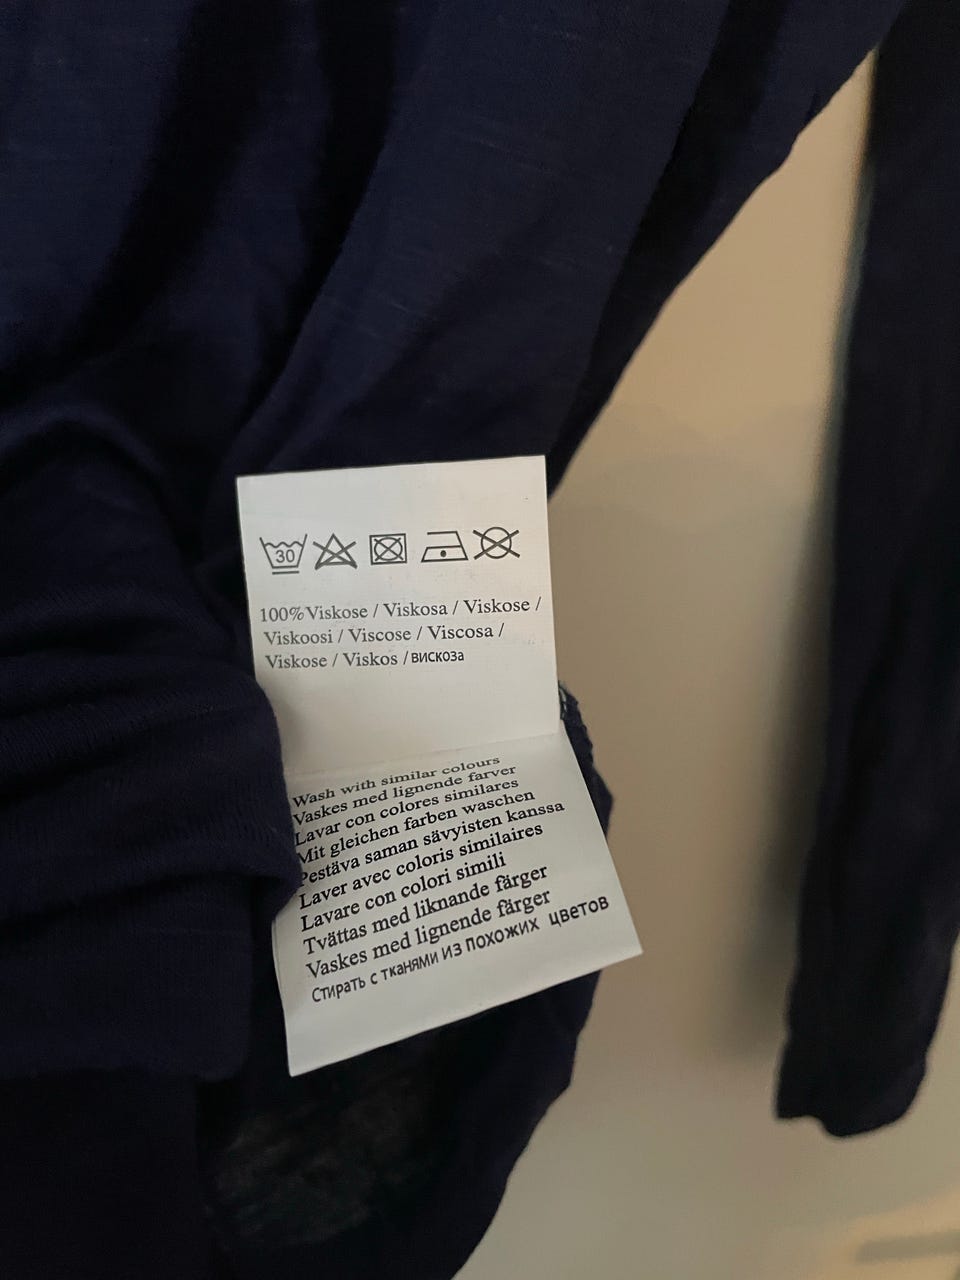 30
100% Viskose / Viskosa / Viskose /
Viskoosi / Viscose / Viscosa /
Viskose / Viskos / вискоза
Wash with similar colours
Vaskes med lignende farver
Lavar con colores similares
Mit gleichen farben waschen
Pestäva saman sävyisten kanssa
Laver avec coloris similaires
Lavare con colori simili
Tvättas med liknande färger
Vaskes med lignende färger
Стирать с тканями из похожих цветов